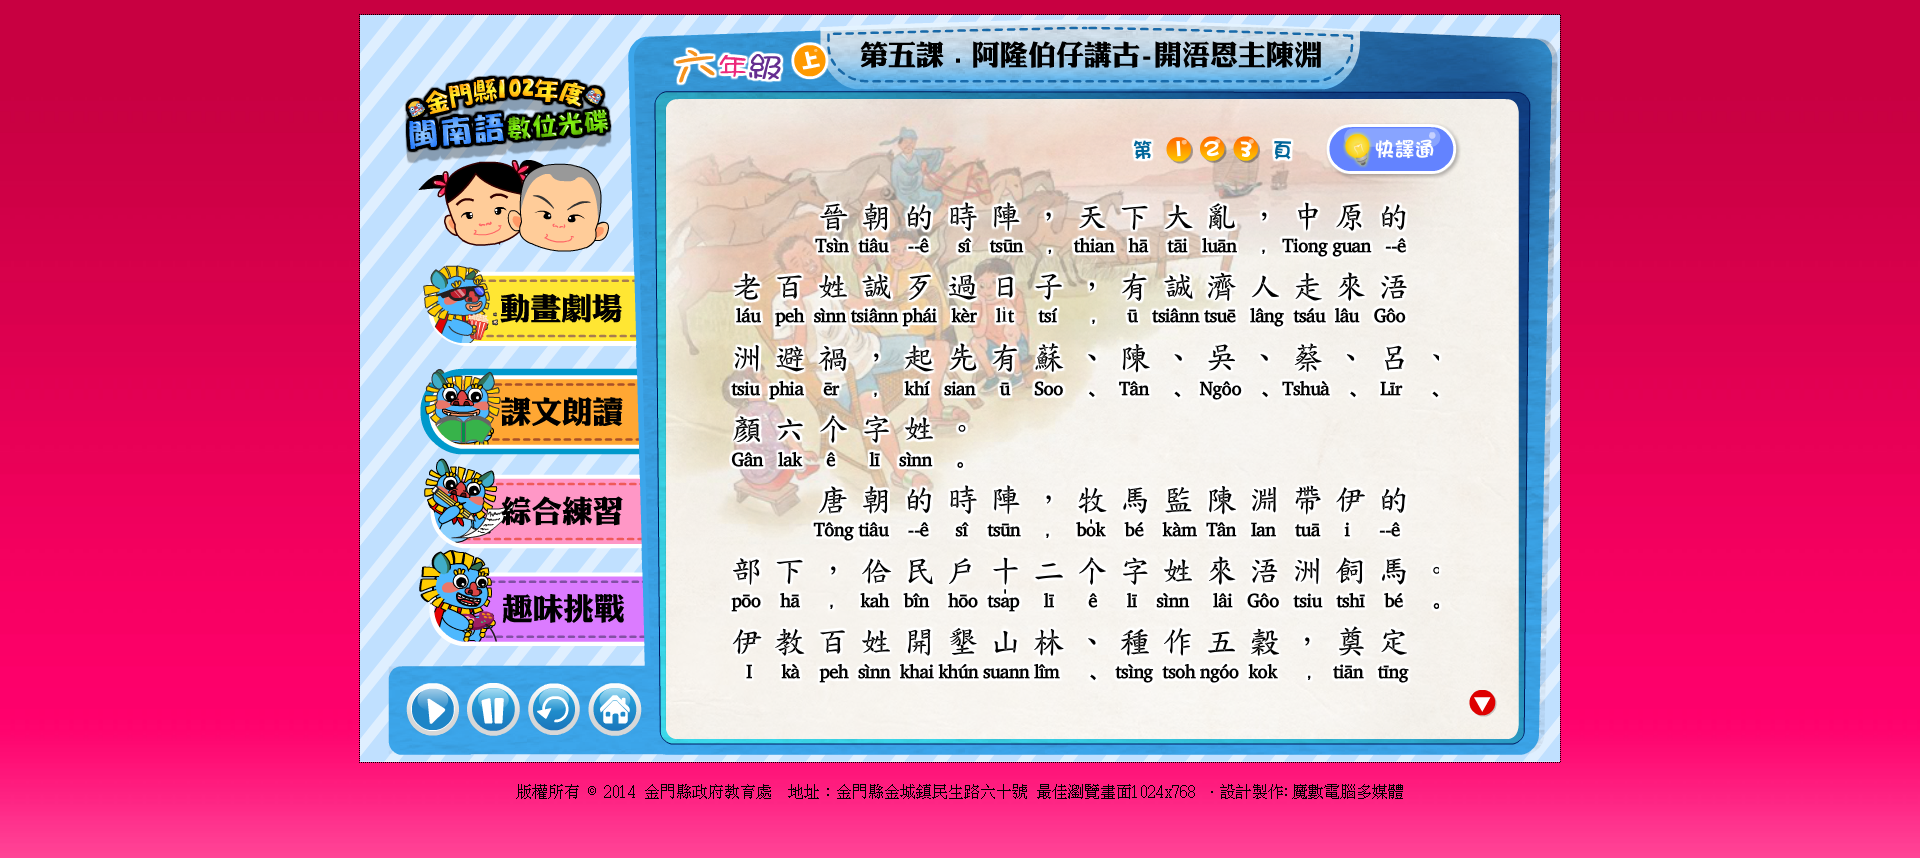 六年級 上
第五課．阿隆伯仔講古-開浯恩主陳淵
金門縣102年度
閩南語數位光碟
第 1 2 3 頁
快譯通
動畫劇場
課文朗讀
綜合練習
趣味挑戰
晉朝的時陣，天下大亂，中原的
Tsìn tiâu --ê sî tsūn , thian hā tāi luān , Tiong guan --ê
老百姓誠歹過日子，有誠濟人走來浯
láu peh sìnn tsiânn phái kèr lit tsí , ū tsiânn tsuē lâng tsáu lâu Gôo
洲避禍，起先有蘇、陳、吳、蔡、呂、
tsiu phia ēr , khí sian ū Soo 、 Tân 、 Ngôo 、 Tshuà 、 Līr 、
顏六个字姓。
Gân lak ê lī sìnn 。
唐朝的時陣，牧馬監陳淵帶伊的
Tông tiâu --ê sî tsūn , bo̍k bé kàm Tân Ian tuā i --ê
部下，佮民戶十二个字姓來浯洲飼馬。
pōo hā , kah bîn hōo tsa̍p lī ê lī sìnn lâi Gôo tsiu tshī bé 。
伊教百姓開墾山林、種作五穀，奠定
I kà peh sìnn khai khún suann lîm 、 tsìng tsoh ngóo kok , tiān tīng
版權所有 © 2014 金門縣政府教育處 地址：金門縣金城鎮民生路六十號 最佳瀏覽畫面1024x768 ‧設計製作:魔數電腦多媒體